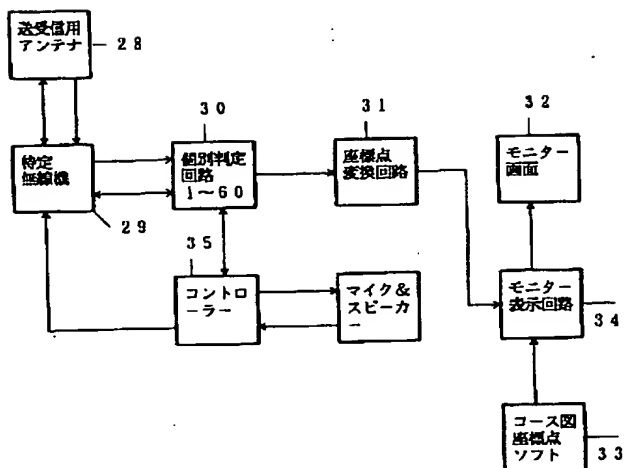 送受信用
アンテナ
28
特定
無線機
29
30
個別判定
回路
1～60
31
座標点
変換回路
32
モニター
画面
35
コントロ
ーラー
マイク&
スピーカ
ー
モニター
表示回路
34
コース図
座標点
ソフト
33